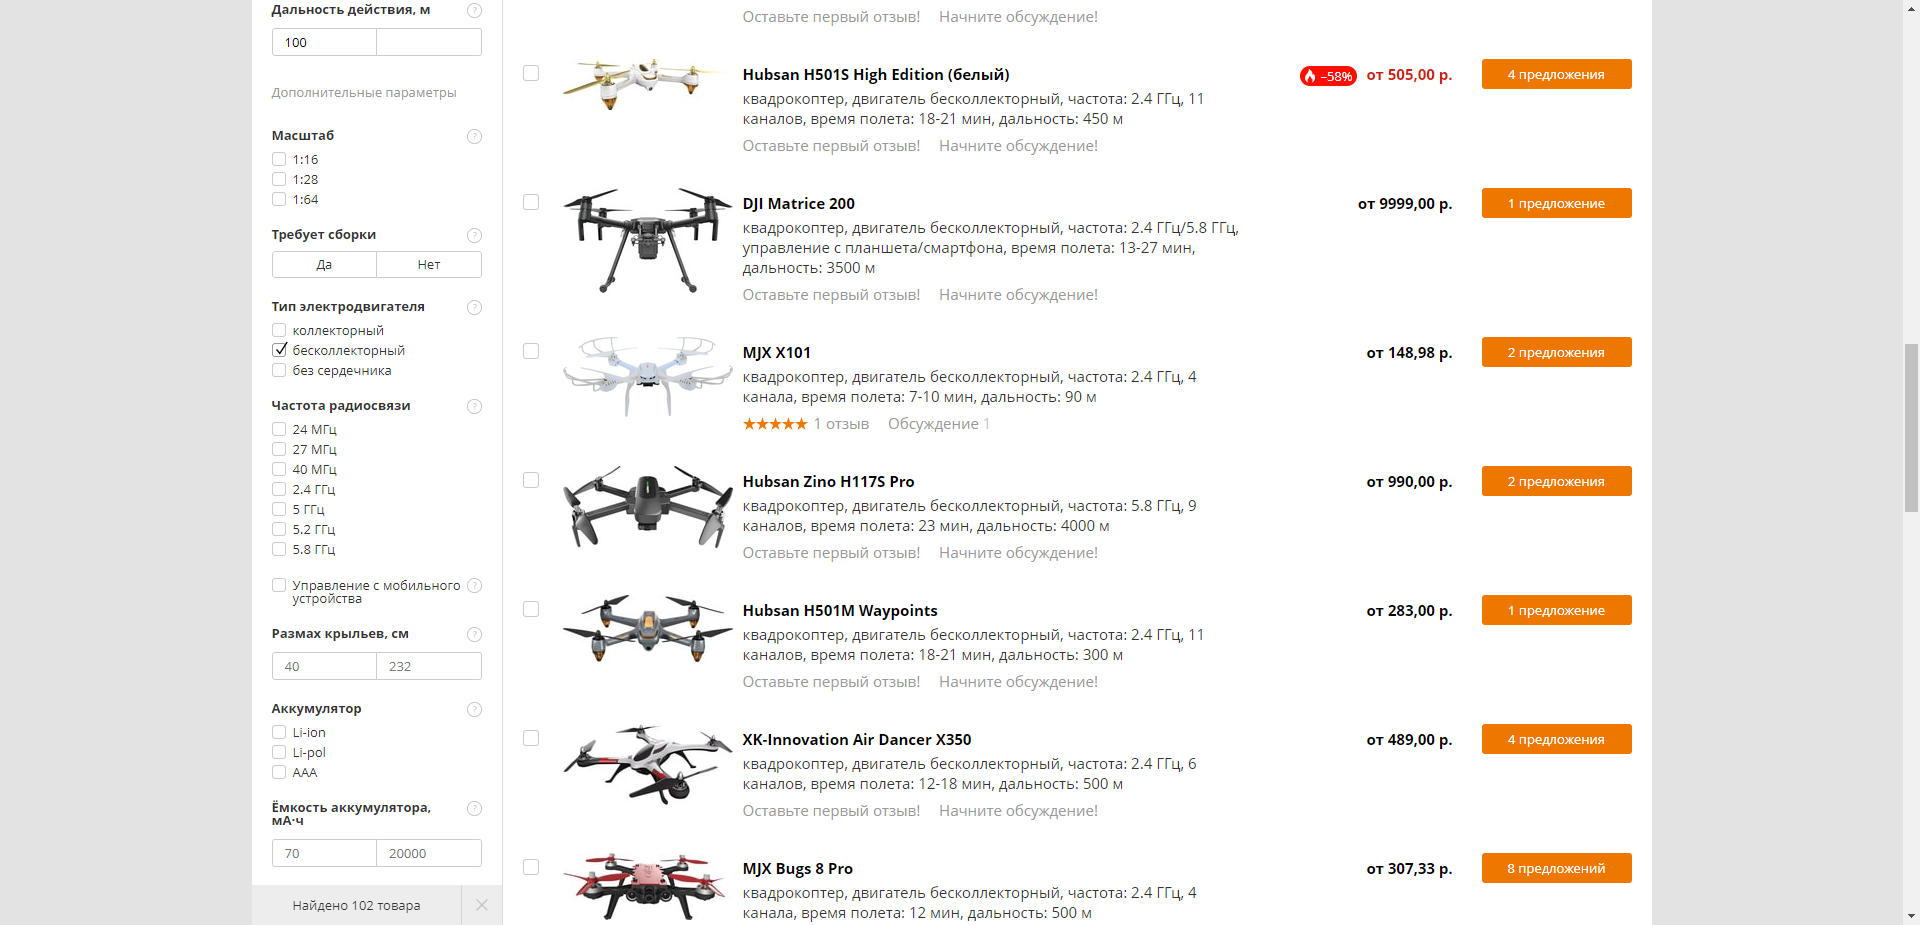 Дальность действия, м
?
100
Дополнительные параметры
Масштаб
?
1:16
1:28
1:64
Требует сборки
?
Да
Нет
Тип электродвигателя
?
коллекторный
бесколлекторный
без сердечника
Частота радиосвязи
?
24 МГц
27 МГц
40 МГц
2.4 ГГц
5 ГГц
5.2 ГГц
5.8 ГГц
Управление с мобильного
устройства
?
Размах крыльев, см
?
40
232
Аккумулятор
?
Li-ion
Li-pol
AAA
Ёмкость аккумулятора,
мА·ч
?
70
20000
Найдено 102 товара
Оставьте первый отзыв! Начните обсуждение!
Hubsan H501S High Edition (белый)
квадрокоптер, двигатель бесколлекторный, частота: 2.4 ГГц, 11
каналов, время полета: 18-21 мин, дальность: 450 м
Оставьте первый отзыв! Начните обсуждение!
–58%
от 505,00 р.
4 предложения
DJI Matrice 200
квадрокоптер, двигатель бесколлекторный, частота: 2.4 ГГц/5.8 ГГц,
управление с планшета/смартфона, время полета: 13-27 мин,
дальность: 3500 м
Оставьте первый отзыв! Начните обсуждение!
от 9999,00 р.
1 предложение
MJX X101
квадрокоптер, двигатель бесколлекторный, частота: 2.4 ГГц, 4
канала, время полета: 7-10 мин, дальность: 90 м
1 отзыв Обсуждение 1
от 148,98 р.
2 предложения
Hubsan Zino H117S Pro
квадрокоптер, двигатель бесколлекторный, частота: 5.8 ГГц, 9
каналов, время полета: 23 мин, дальность: 4000 м
Оставьте первый отзыв! Начните обсуждение!
от 990,00 р.
2 предложения
Hubsan H501M Waypoints
квадрокоптер, двигатель бесколлекторный, частота: 2.4 ГГц, 11
каналов, время полета: 18-21 мин, дальность: 300 м
Оставьте первый отзыв! Начните обсуждение!
от 283,00 р.
1 предложение
XK-Innovation Air Dancer X350
квадрокоптер, двигатель бесколлекторный, частота: 2.4 ГГц, 6
каналов, время полета: 12-18 мин, дальность: 500 м
Оставьте первый отзыв! Начните обсуждение!
от 489,00 р.
4 предложения
MJX Bugs 8 Pro
квадрокоптер, двигатель бесколлекторный, частота: 2.4 ГГц, 4
канала, время полета: 12 мин, дальность: 500 м
от 307,33 р.
8 предложений